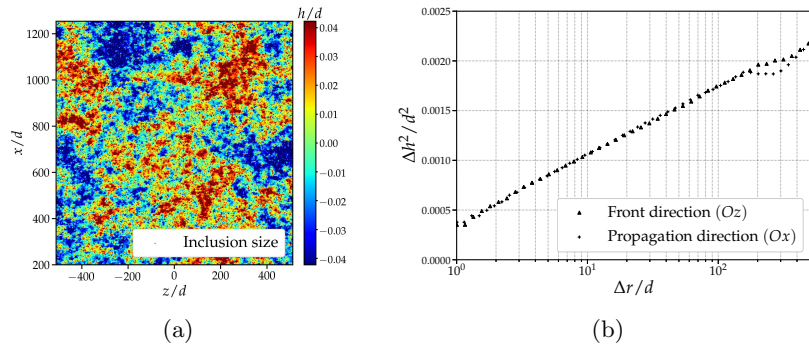 h/d
0.04
0.03
0.02
0.01
0.00
−0.01
−0.02
−0.03
−0.04
1200
1000
800
600
400
200
x/d
−400 −200 0 200 400
z/d
Inclusion size
(a)
0.0025
0.0020
0.0015
0.0010
0.0005
0.0000
Δh²/d²
10⁰ 10¹ 10²
Δr/d
Front direction (Oz)
Propagation direction (Ox)
(b)